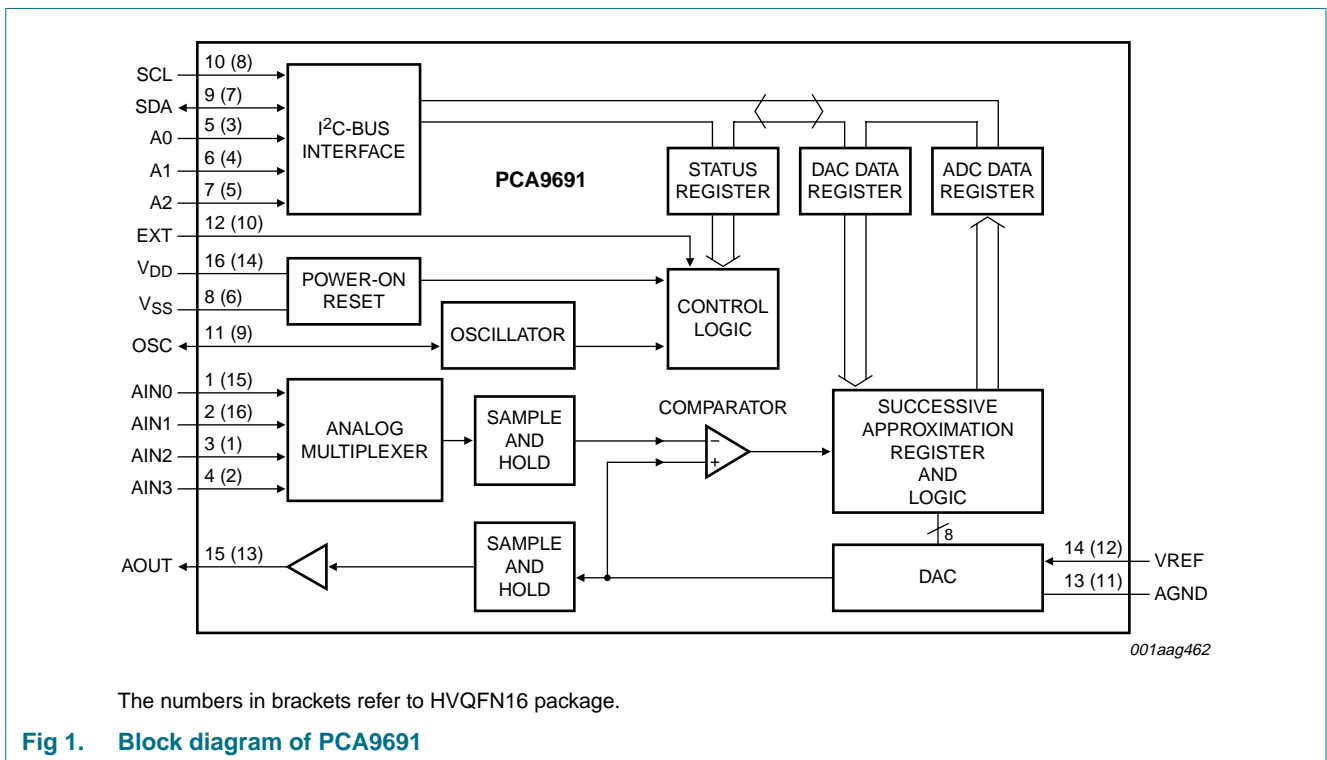 SCL
10 (8)
SDA
9 (7)
A0
5 (3)
A1
6 (4)
A2
7 (5)
I2C-BUS
INTERFACE
PCA9691
STATUS
REGISTER
DAC DATA
REGISTER
ADC DATA
REGISTER
EXT
12 (10)
VDD
16 (14)
VSS
8 (6)
POWER-ON
RESET
OSC
11 (9)
OSCILLATOR
CONTROL
LOGIC
AIN0
1 (15)
AIN1
2 (16)
AIN2
3 (1)
AIN3
4 (2)
ANALOG
MULTIPLEXER
SAMPLE
AND
HOLD
COMPARATOR
−
+
SUCCESSIVE
APPROXIMATION
REGISTER
AND
LOGIC
8
AOUT
15 (13)
SAMPLE
AND
HOLD
DAC
14 (12)
VREF
13 (11)
AGND
001aag462
The numbers in brackets refer to HVQFN16 package.
Fig 1. Block diagram of PCA9691